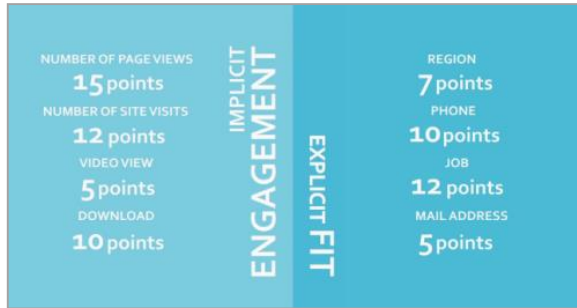 NUMBER OF PAGE VIEWS
15 points
NUMBER OF SITE VISITS
12 points
VIDEO VIEW
5 points
DOWNLOAD
10 points
IMPLICIT
ENGAGEMENT
EXPLICIT FIT
REGION
7 points
PHONE
10 points
JOB
12 points
MAIL ADDRESS
5 points